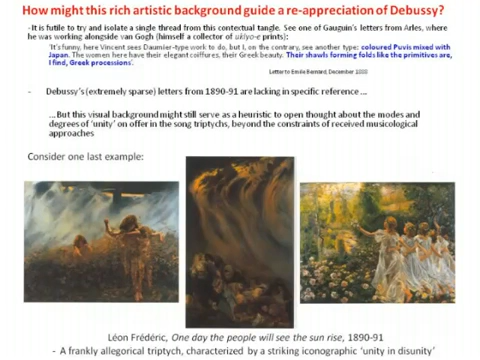 How might this rich artistic background guide a re-appreciation of Debussy?
-It is futile to try and isolate a single thread from this contextual tangle. See one of Gauguin's letters from Arles, where
he was working alongside van Gogh (himself a collector of ukiyo-e prints):
'It's funny, here Vincent sees Daumier-type work to do, but I, on the contrary, see another type: coloured Puvis mixed with
Japan. The women here have their elegant coiffures, their Greek beauty. Their shawls forming folds like the primitives are,
I find, Greek processions'.
Letter to Emile Bernard, December 1888
- Debussy's (extremely sparse) letters from 1890-91 are lacking in specific reference ...
...But this visual background might still serve as a heuristic to open thought about the modes and
degrees of 'unity' on offer in the song triptychs, beyond the constraints of received musicological
approaches
Consider one last example:
Léon Frédéric, One day the people will see the sun rise, 1890-91
- A frankly allegorical triptych, characterized by a striking iconographic 'unity in disunity'